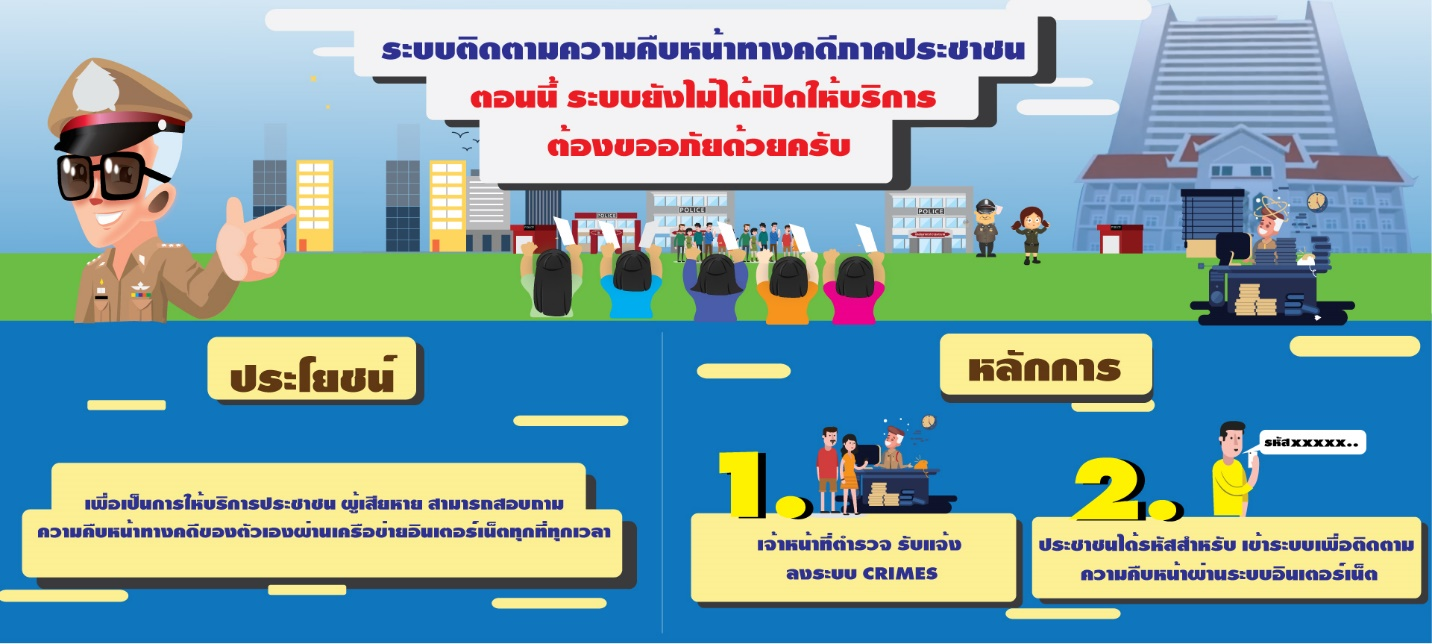 ระบบติดตามความคืบหน้าทางคดีภาคประชาชน
ตอนนี้ ระบบยังไม่ได้เปิดให้บริการ
ต้องขออภัยด้วยครับ
POLICE
POLICE
POLICE
ประโยชน์
หลักการ
เพื่อเป็นการให้บริการประชาชน ผู้เสียหาย สามารถสอบถาม
ความคืบหน้าทางคดีของตัวเองผ่านเครือข่ายอินเตอร์เน็ตทุกที่ทุกเวลา
1.
เจ้าหน้าที่ตำรวจ รับแจ้ง
ลงระบบ CRIMES
รหัสxxxxx..
2.
ประชาชนได้รหัสสำหรับ เข้าระบบเพื่อติดตาม
ความคืบหน้าผ่านระบบอินเตอร์เน็ต